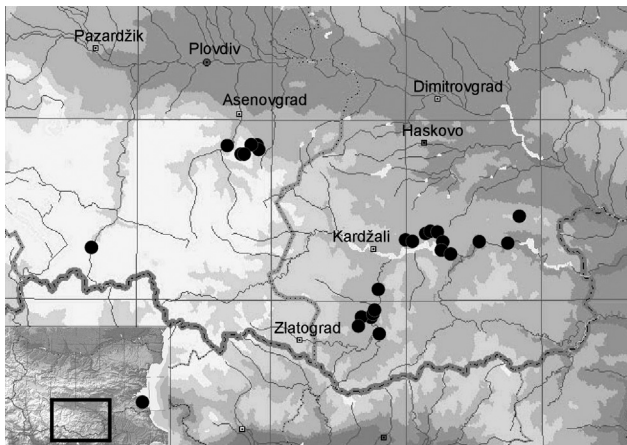 Pazardžik
Plovdiv
Asenovgrad
Dimitrovgrad
Haskovo
Kardžali
Zlatograd